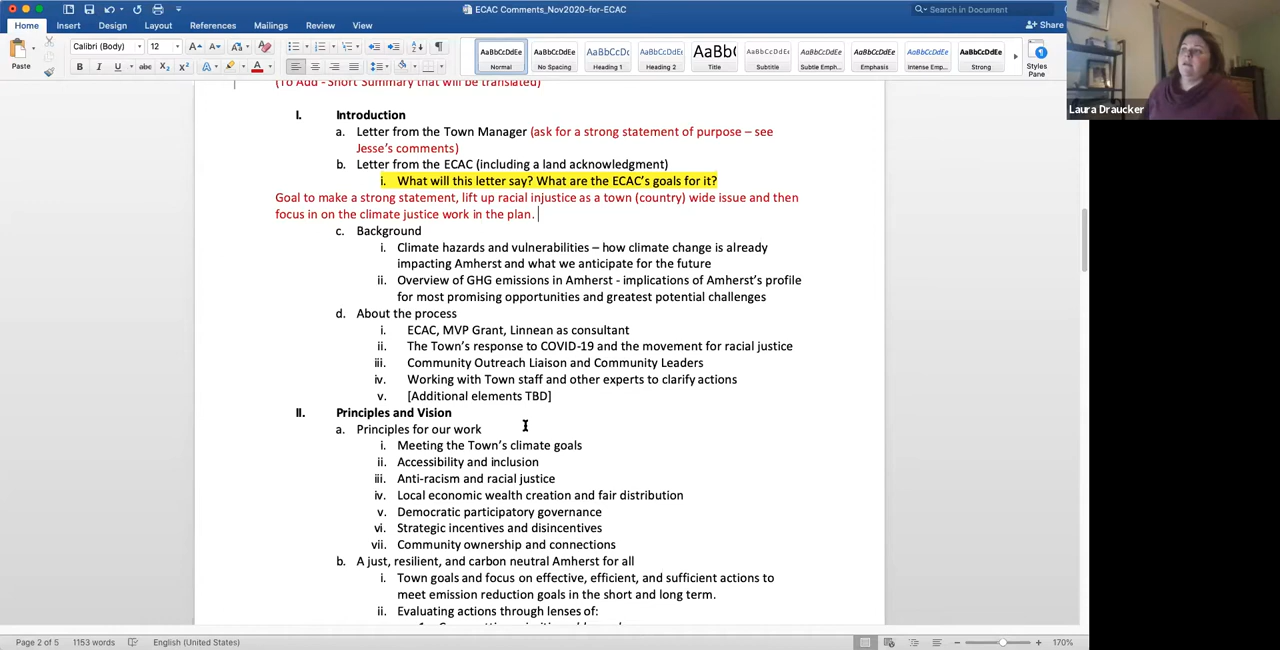 ECAC Comments_Nov2020-for-ECAC
Search in Document
Home Insert Design Layout References Mailings Review View
Share
Paste
Calibri (Body) 12
AaBbCcDdEe AaBbCcDdEe AaBbCcDc AaBbCcDdEe AaBb( AaBbCcDdEe AaBbCcDdEe AaBbCcDdEe AaBbCcDdEe AaBbCcDdEe
Normal No Spacing Heading 1 Heading 2 Title Subtitle Subtle Emph... Emphasis Intense Emp... Strong
Styles Pane
Laura Draucker
(To Add - Short Summary that will be translated)
I. Introduction
a. Letter from the Town Manager (ask for a strong statement of purpose – see
Jesse's comments)
b. Letter from the ECAC (including a land acknowledgment)
i. What will this letter say? What are the ECAC's goals for it?
Goal to make a strong statement, lift up racial injustice as a town (country) wide issue and then
focus in on the climate justice work in the plan.
c. Background
i. Climate hazards and vulnerabilities – how climate change is already
impacting Amherst and what we anticipate for the future
ii. Overview of GHG emissions in Amherst - implications of Amherst's profile
for most promising opportunities and greatest potential challenges
d. About the process
i. ECAC, MVP Grant, Linnean as consultant
ii. The Town's response to COVID-19 and the movement for racial justice
iii. Community Outreach Liaison and Community Leaders
iv. Working with Town staff and other experts to clarify actions
v. [Additional elements TBD]
II. Principles and Vision
a. Principles for our work
i. Meeting the Town's climate goals
ii. Accessibility and inclusion
iii. Anti-racism and racial justice
iv. Local economic wealth creation and fair distribution
v. Democratic participatory governance
vi. Strategic incentives and disincentives
vii. Community ownership and connections
b. A just, resilient, and carbon neutral Amherst for all
i. Town goals and focus on effective, efficient, and sufficient actions to
meet emission reduction goals in the short and long term.
ii. Evaluating actions through lenses of:
Page 2 of 5 1153 words English (United States) 170%